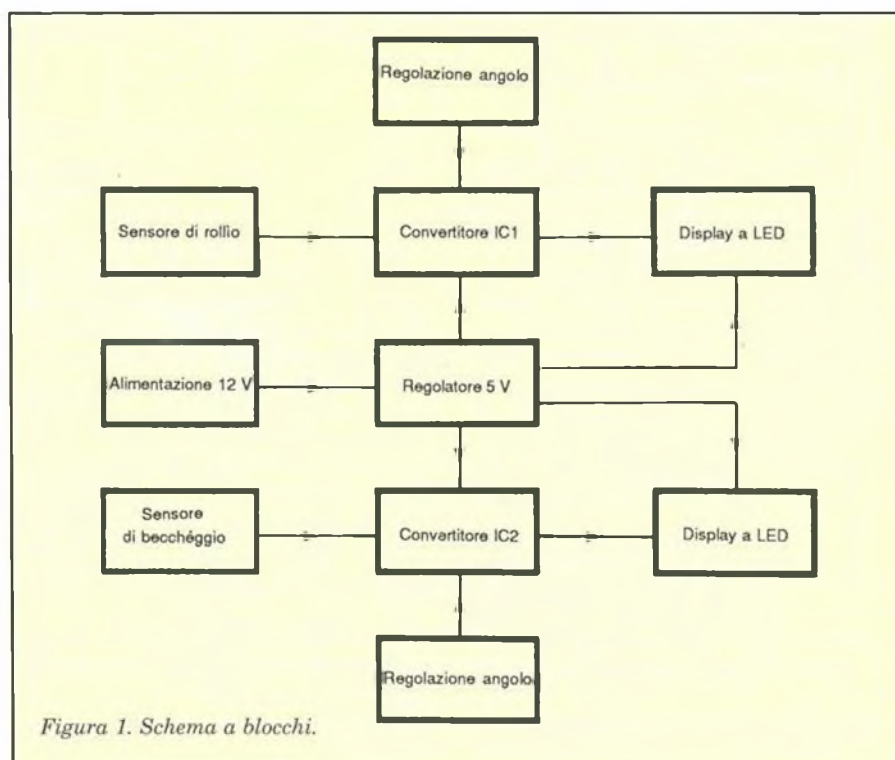 Regolazione angolo
Sensore di rollio
Convertitore IC1
Display a LED
Alimentazione 12 V
Regolatore 5 V
Sensore
di becchéggio
Convertitore IC2
Display a LED
Regolazione angolo
Figura 1. Schema a blocchi.